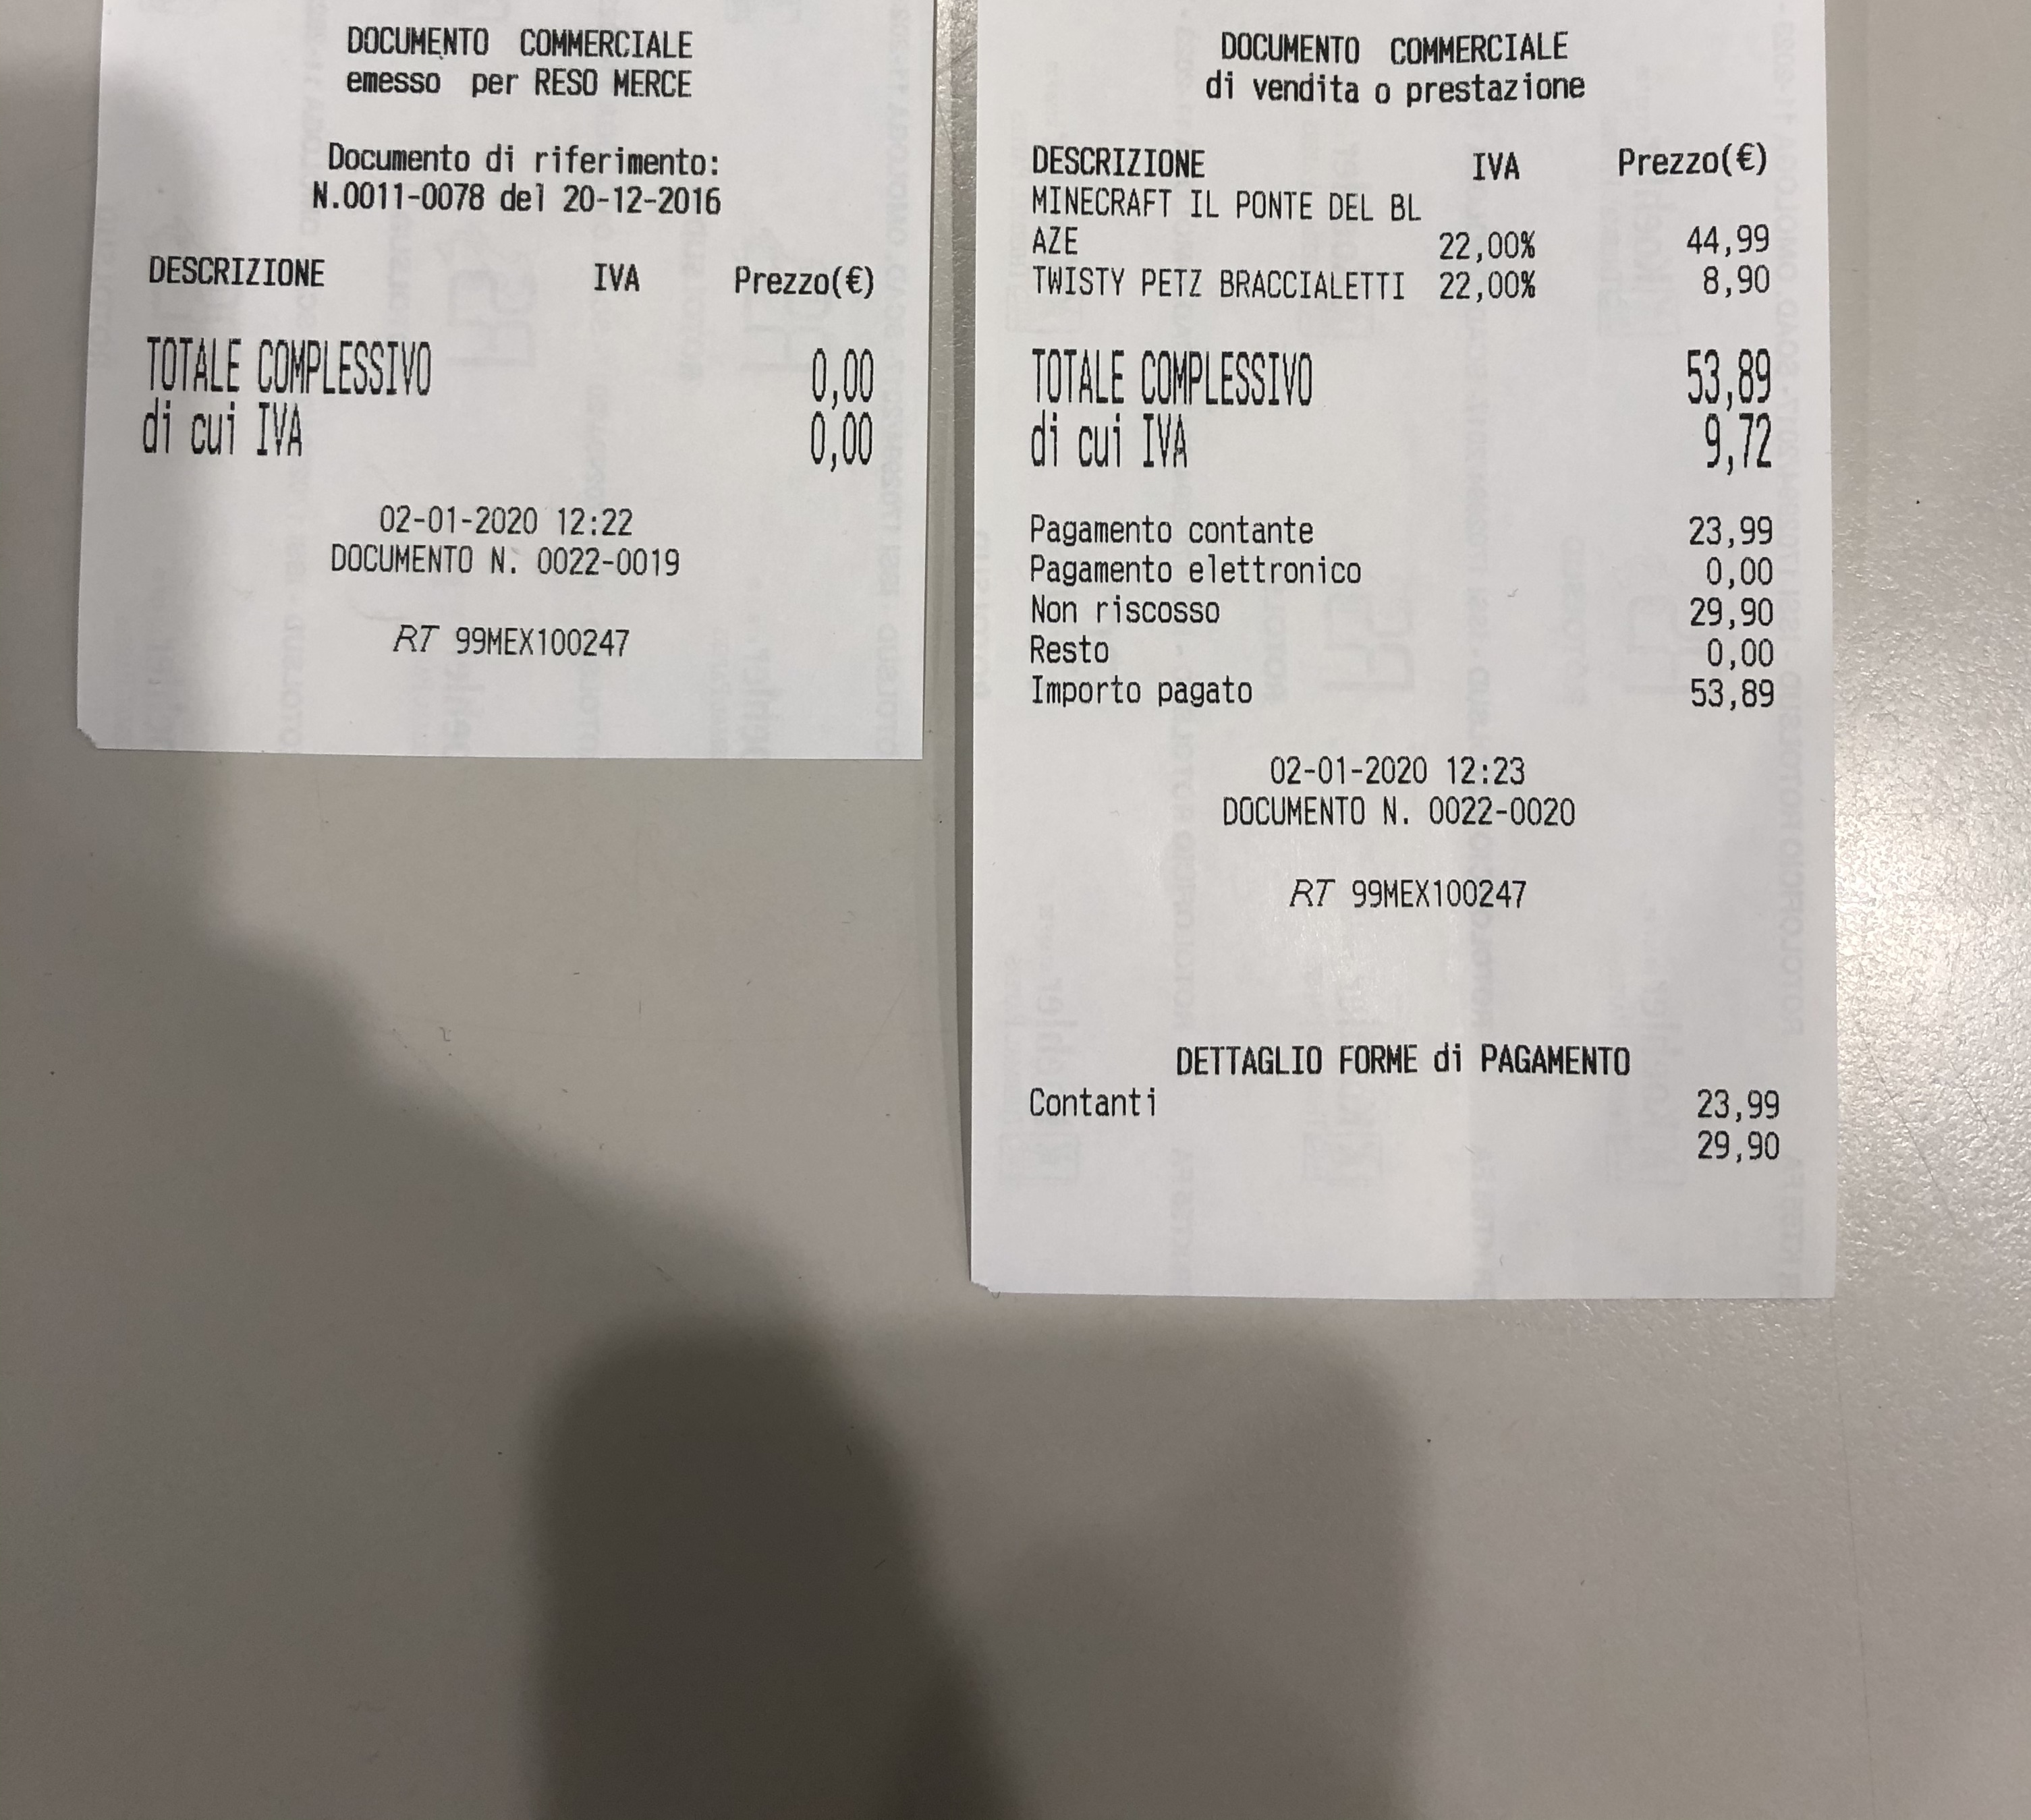 DOCUMENTO COMMERCIALE
emesso per RESO MERCE
Documento di riferimento:
N.0011-0078 del 20-12-2016
DESCRIZIONE IVA Prezzo(€)
TOTALE COMPLESSIVO 0,00
di cui IVA 0,00
02-01-2020 12:22
DOCUMENTO N. 0022-0019
RT 99MEX100247
DOCUMENTO COMMERCIALE
di vendita o prestazione
DESCRIZIONE IVA Prezzo(€)
MINECRAFT IL PONTE DEL BL
AZE 22,00% 44,99
TWISTY PETZ BRACCIALETTI 22,00% 8,90
TOTALE COMPLESSIVO 53,89
di cui IVA 9,72
Pagamento contante 23,99
Pagamento elettronico 0,00
Non riscosso 29,90
Resto 0,00
Importo pagato 53,89
02-01-2020 12:23
DOCUMENTO N. 0022-0020
RT 99MEX100247
DETTAGLIO FORME di PAGAMENTO
Contanti 23,99
29,90